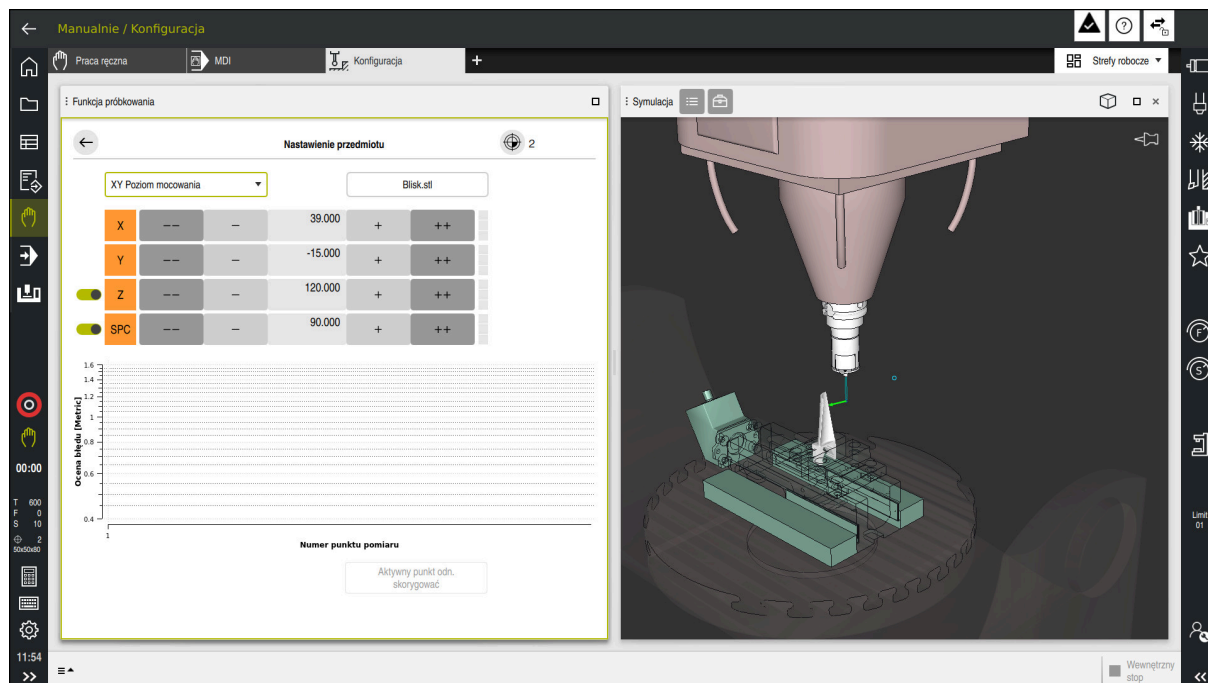 Manualnie / Konfiguracja
Praca ręczna
MDI
Konfiguracja
+
Strefy robocze
Funkcja próbkowania
Nastawienie przedmiotu
2
XY Poziom mocowania
Blisk.stl
X -- - 39.000 + ++
Y -- - -15.000 + ++
Z -- - 120.000 + ++
SPC -- - 90.000 + ++
Ocena błędu [Metric]
1.6
1.4
1.2
1
0.8
0.6
0.4
1
Numer punktu pomiaru
Aktywny punkt odn.
skorygować
Symulacja
00:00
T 600
F 0
S 10
2
50x50x80
11:54
F
S
Limit
01
Wewnętrzny
stop